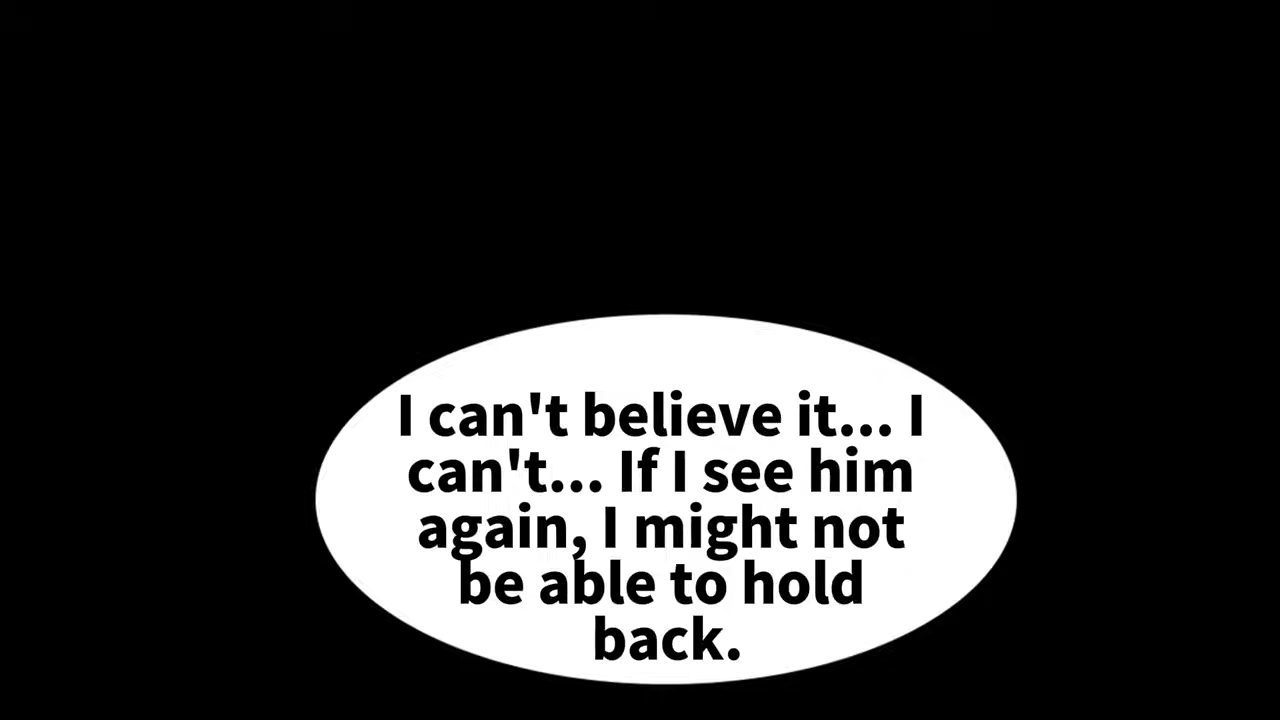 I can't believe it... I
can't... If I see him
again, I might not
be able to hold
back.